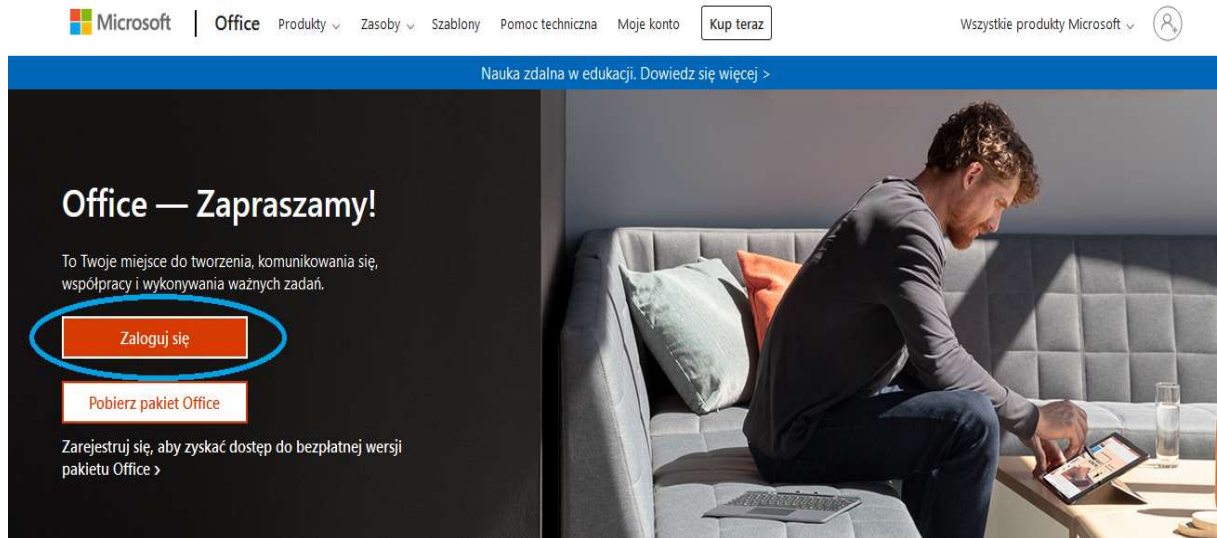 Microsoft | Office Produkty Zasoby Szablony Pomoc techniczna Moje konto Kup teraz Wszystkie produkty Microsoft
Nauka zdalna w edukacji. Dowiedz się więcej >
Office — Zapraszamy!
To Twoje miejsce do tworzenia, komunikowania się,
współpracy i wykonywania ważnych zadań.
Zaloguj się
Pobierz pakiet Office
Zarejestruj się, aby zyskać dostęp do bezpłatnej wersji
pakietu Office >